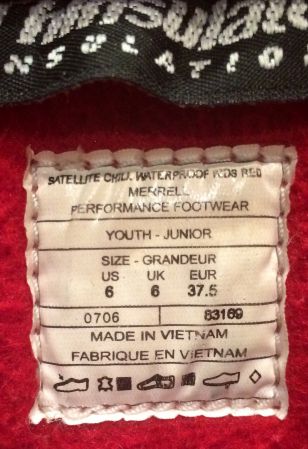 INSULATION
SATELLITE CHILL WATERPROOF KIDS RED
MERRELL
PERFORMANCE FOOTWEAR
YOUTH - JUNIOR
SIZE - GRANDEUR
US UK EUR
6 6 37.5
0706 83169
MADE IN VIETNAM
FABRIQUE EN VIETNAM